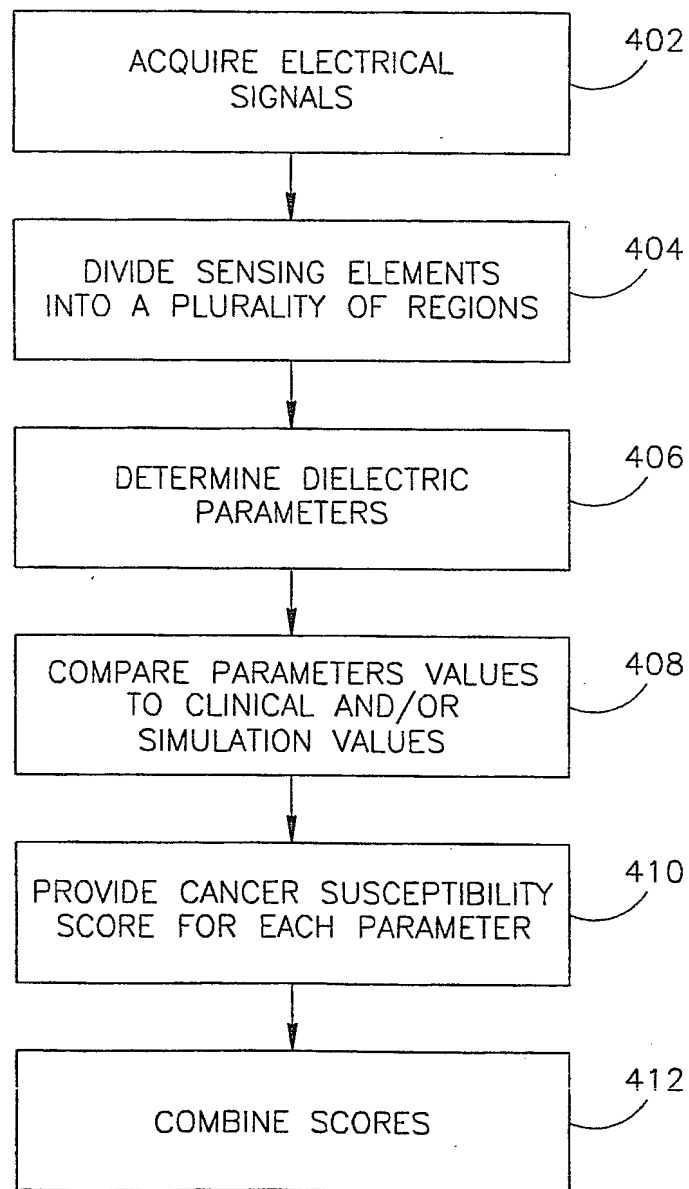 ACQUIRE ELECTRICAL
SIGNALS
402
DIVIDE SENSING ELEMENTS
INTO A PLURALITY OF REGIONS
404
DETERMINE DIELECTRIC
PARAMETERS
406
COMPARE PARAMETERS VALUES
TO CLINICAL AND/OR
SIMULATION VALUES
408
PROVIDE CANCER SUSCEPTIBILITY
SCORE FOR EACH PARAMETER
410
COMBINE SCORES
412